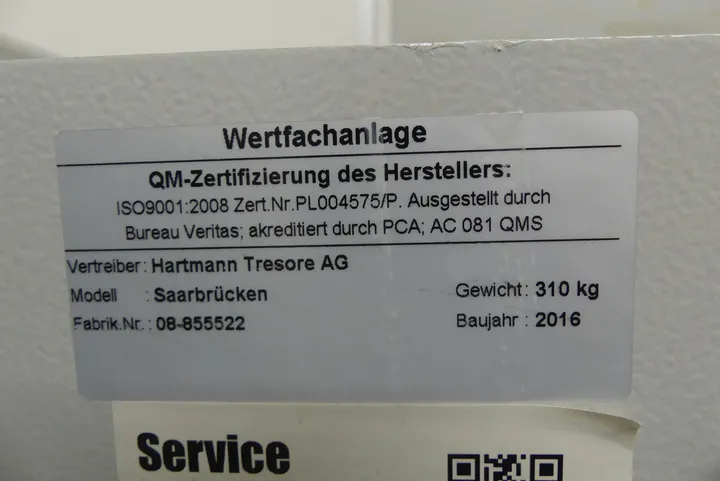 Wertfachanlage
QM-Zertifizierung des Herstellers:
ISO9001:2008 Zert.Nr.PL004575/P. Ausgestellt durch
Bureau Veritas; akreditiert durch PCA; AC 081 QMS
Vertreiber: Hartmann Tresore AG
Modell : Saarbrücken
Gewicht: 310 kg
Fabrik.Nr. : 08-855522
Baujahr : 2016
Service